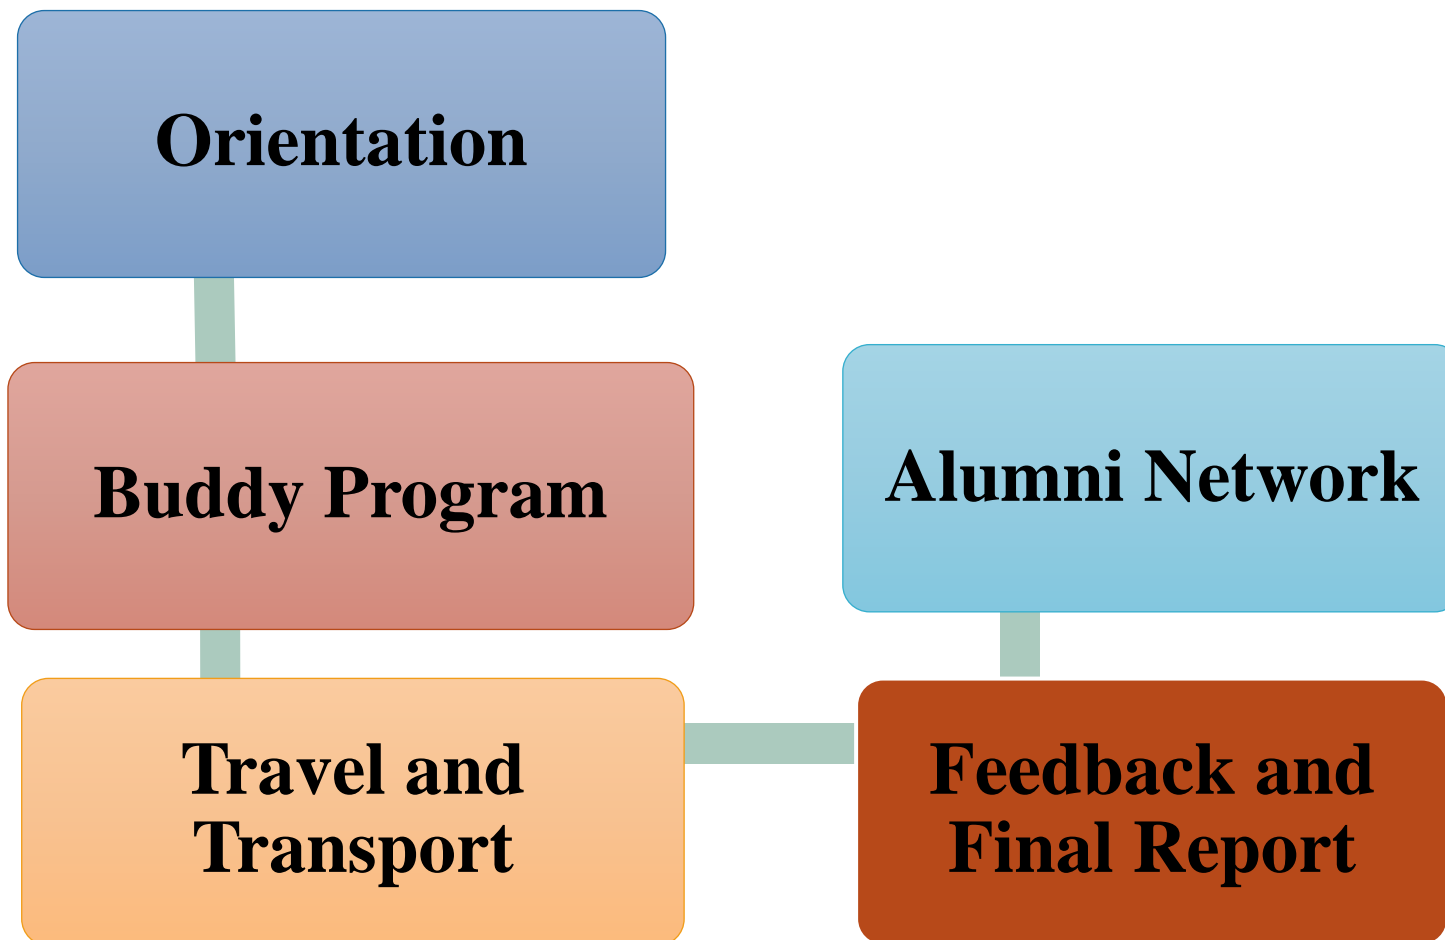 Orientation
Buddy Program
Travel and
Transport
Feedback and
Final Report
Alumni Network